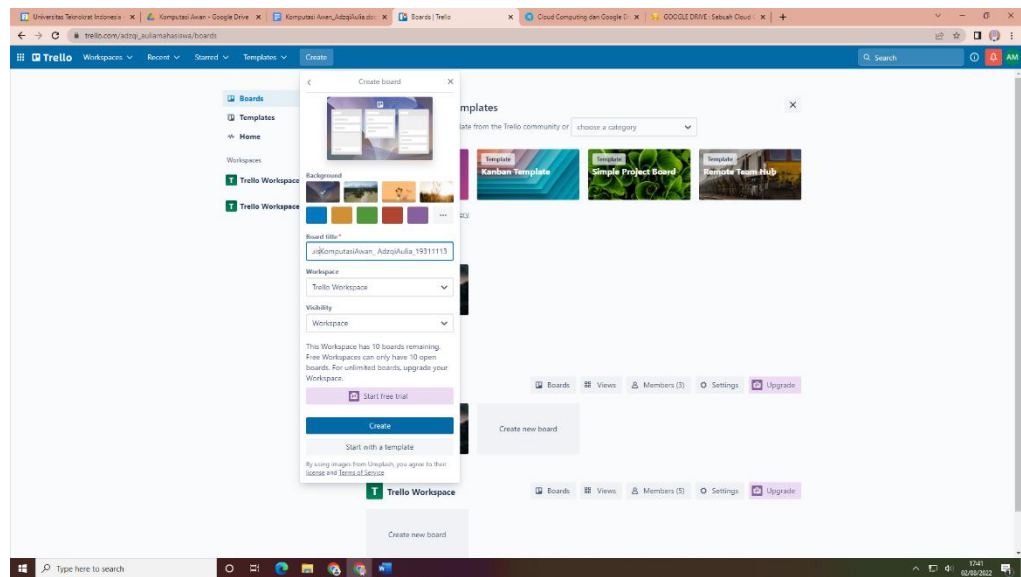 Universitas Teknokrat Indonesia
Komputasi Awan - Google Drive
Komputasi Awan_AdzqiAulia.doc
Boards | Trello
Cloud Computing dan Google D
GOOGLE DRIVE : Sebuah Cloud
trello.com/adzqi_auliamahasiswa/boards
Trello Workspaces Recent Starred Templates Create Search AM
Boards
Templates
Home
Workspaces
T Trello Workspace
T Trello Workspace
Create board
Background
Board title*
KomputasiAwan_ AdzqiAulia_19311113
Workspace
Trello Workspace
Visibility
Workspace
This Workspace has 10 boards remaining.
Free Workspaces can only have 10 open
boards. For unlimited boards, upgrade your
Workspace.
Start free trial
Create
Start with a template
By using images from Unsplash, you agree to their
license and Terms of Service
mplates
late from the Trello community or choose a category
Template
Kanban Template
Template
Simple Project Board
Template
Remote Team Hub
Boards Views Members (3) Settings Upgrade
Create new board
T Trello Workspace Boards Views Members (5) Settings Upgrade
Create new board
Type here to search
17:41
02/08/2022